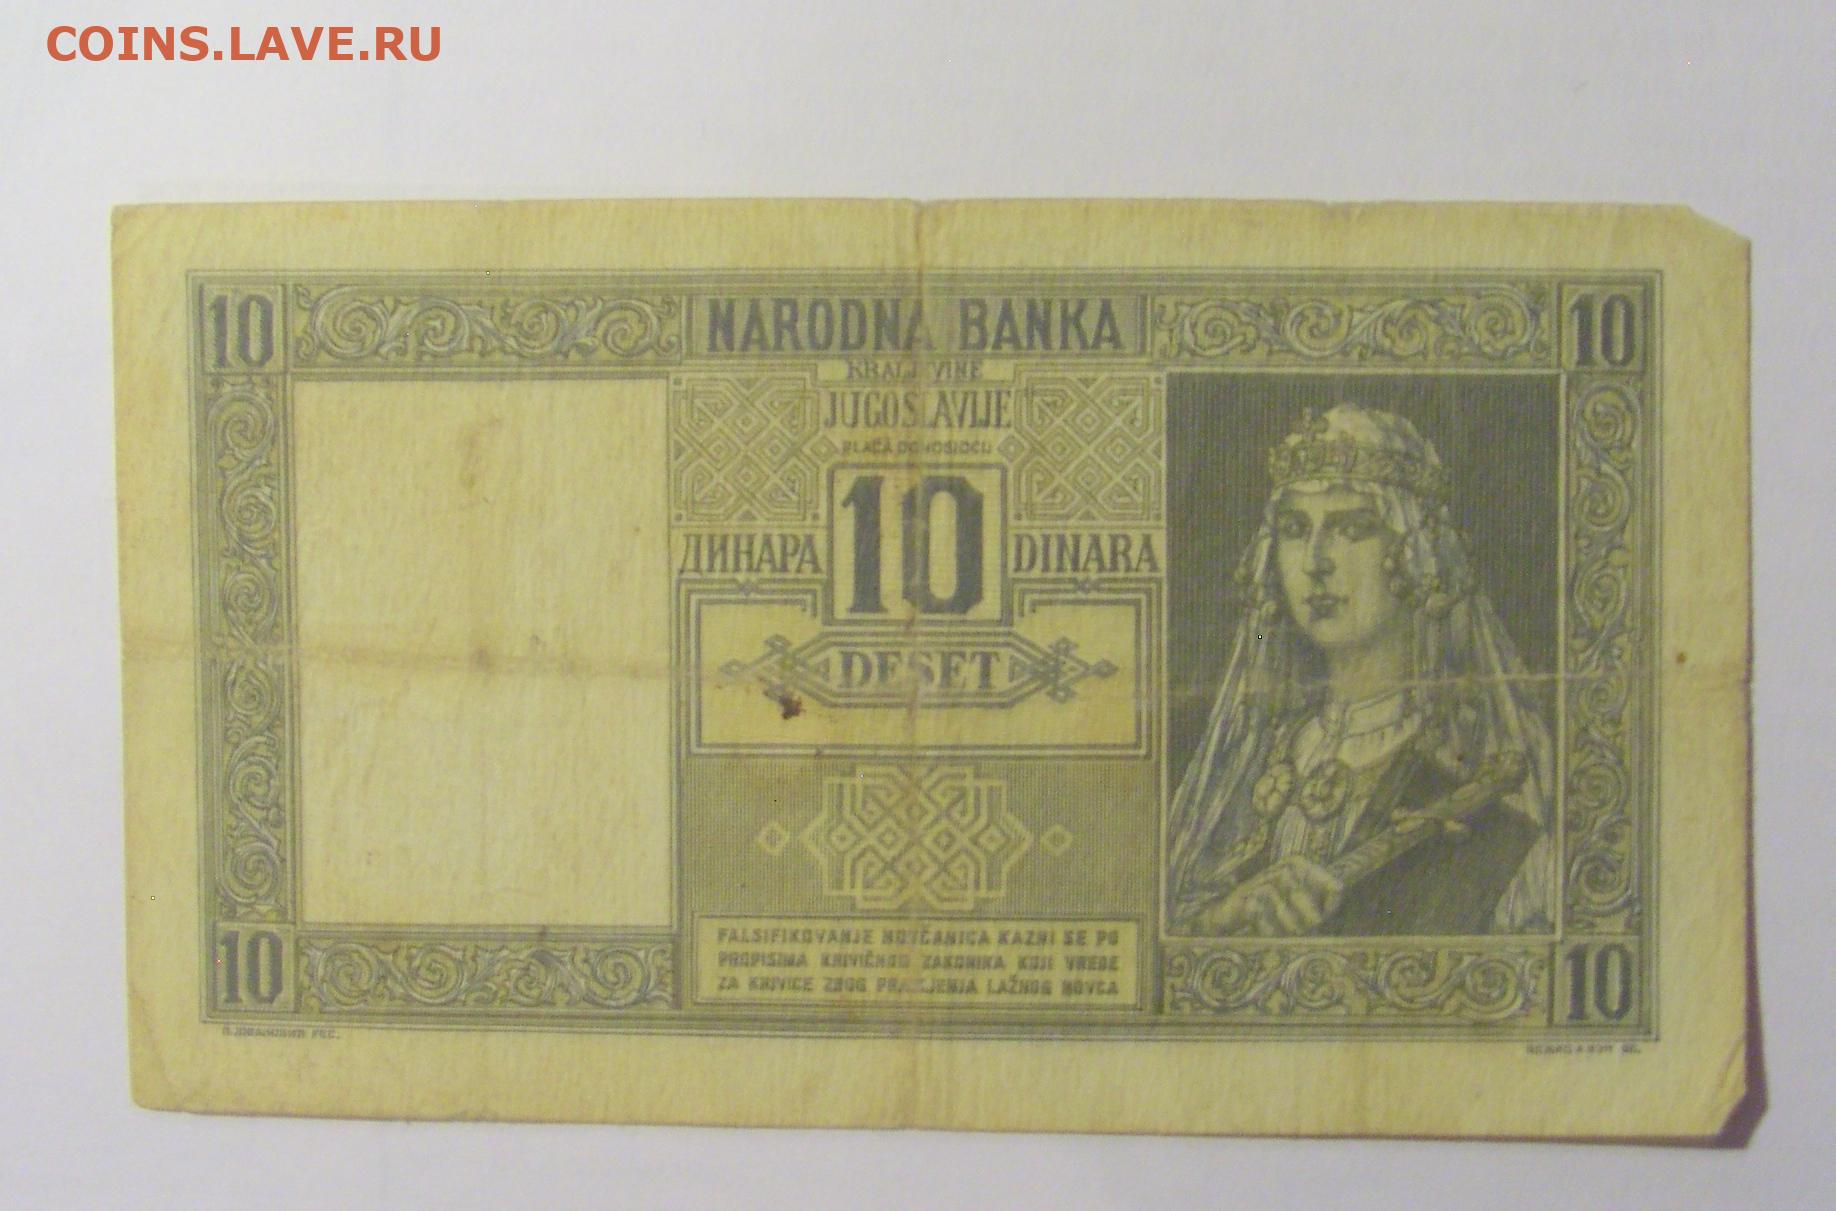 COINS.LAVE.RU
10 NARODNA BANKA 10
KRALJEVINE
JUGOSLAVIJE
PLAĆA DONOSIOCU
ДИНАРА 10 DINARA
DESET
FALSIFIKOVANJE NOVČANICA KAZNI SE PO
PROPISIMA KRIVIČNOG ZAKONIKA KOJI VREDE
ZA KRIVICE ZBOG PRAVLJENJA LAŽNOG NOVCA
10 10